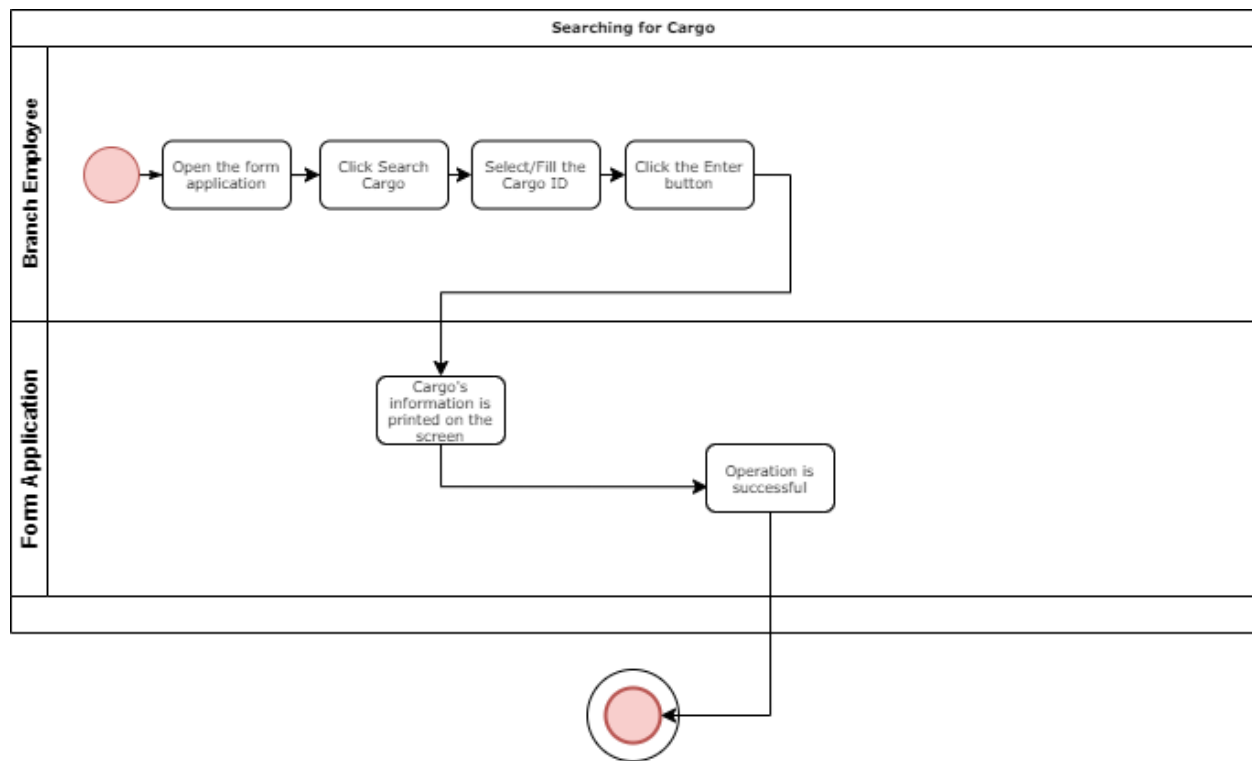 Searching for Cargo
Branch Employee
Open the form
application
Click Search
Cargo
Select/Fill the
Cargo ID
Click the Enter
button
Form Application
Cargo's
information is
printed on the
screen
Operation is
successful